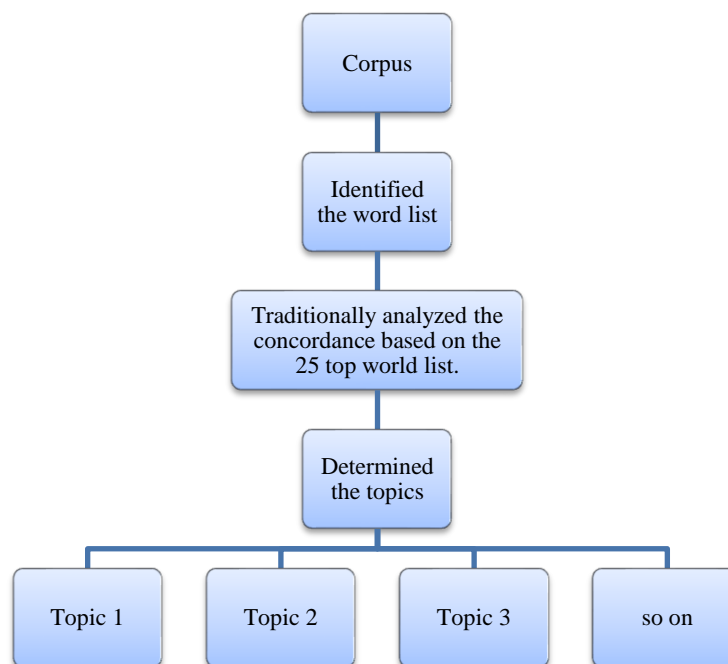 Corpus
Identified
the word list
Traditionally analyzed the
concordance based on the
25 top world list.
Determined
the topics
Topic 1
Topic 2
Topic 3
so on